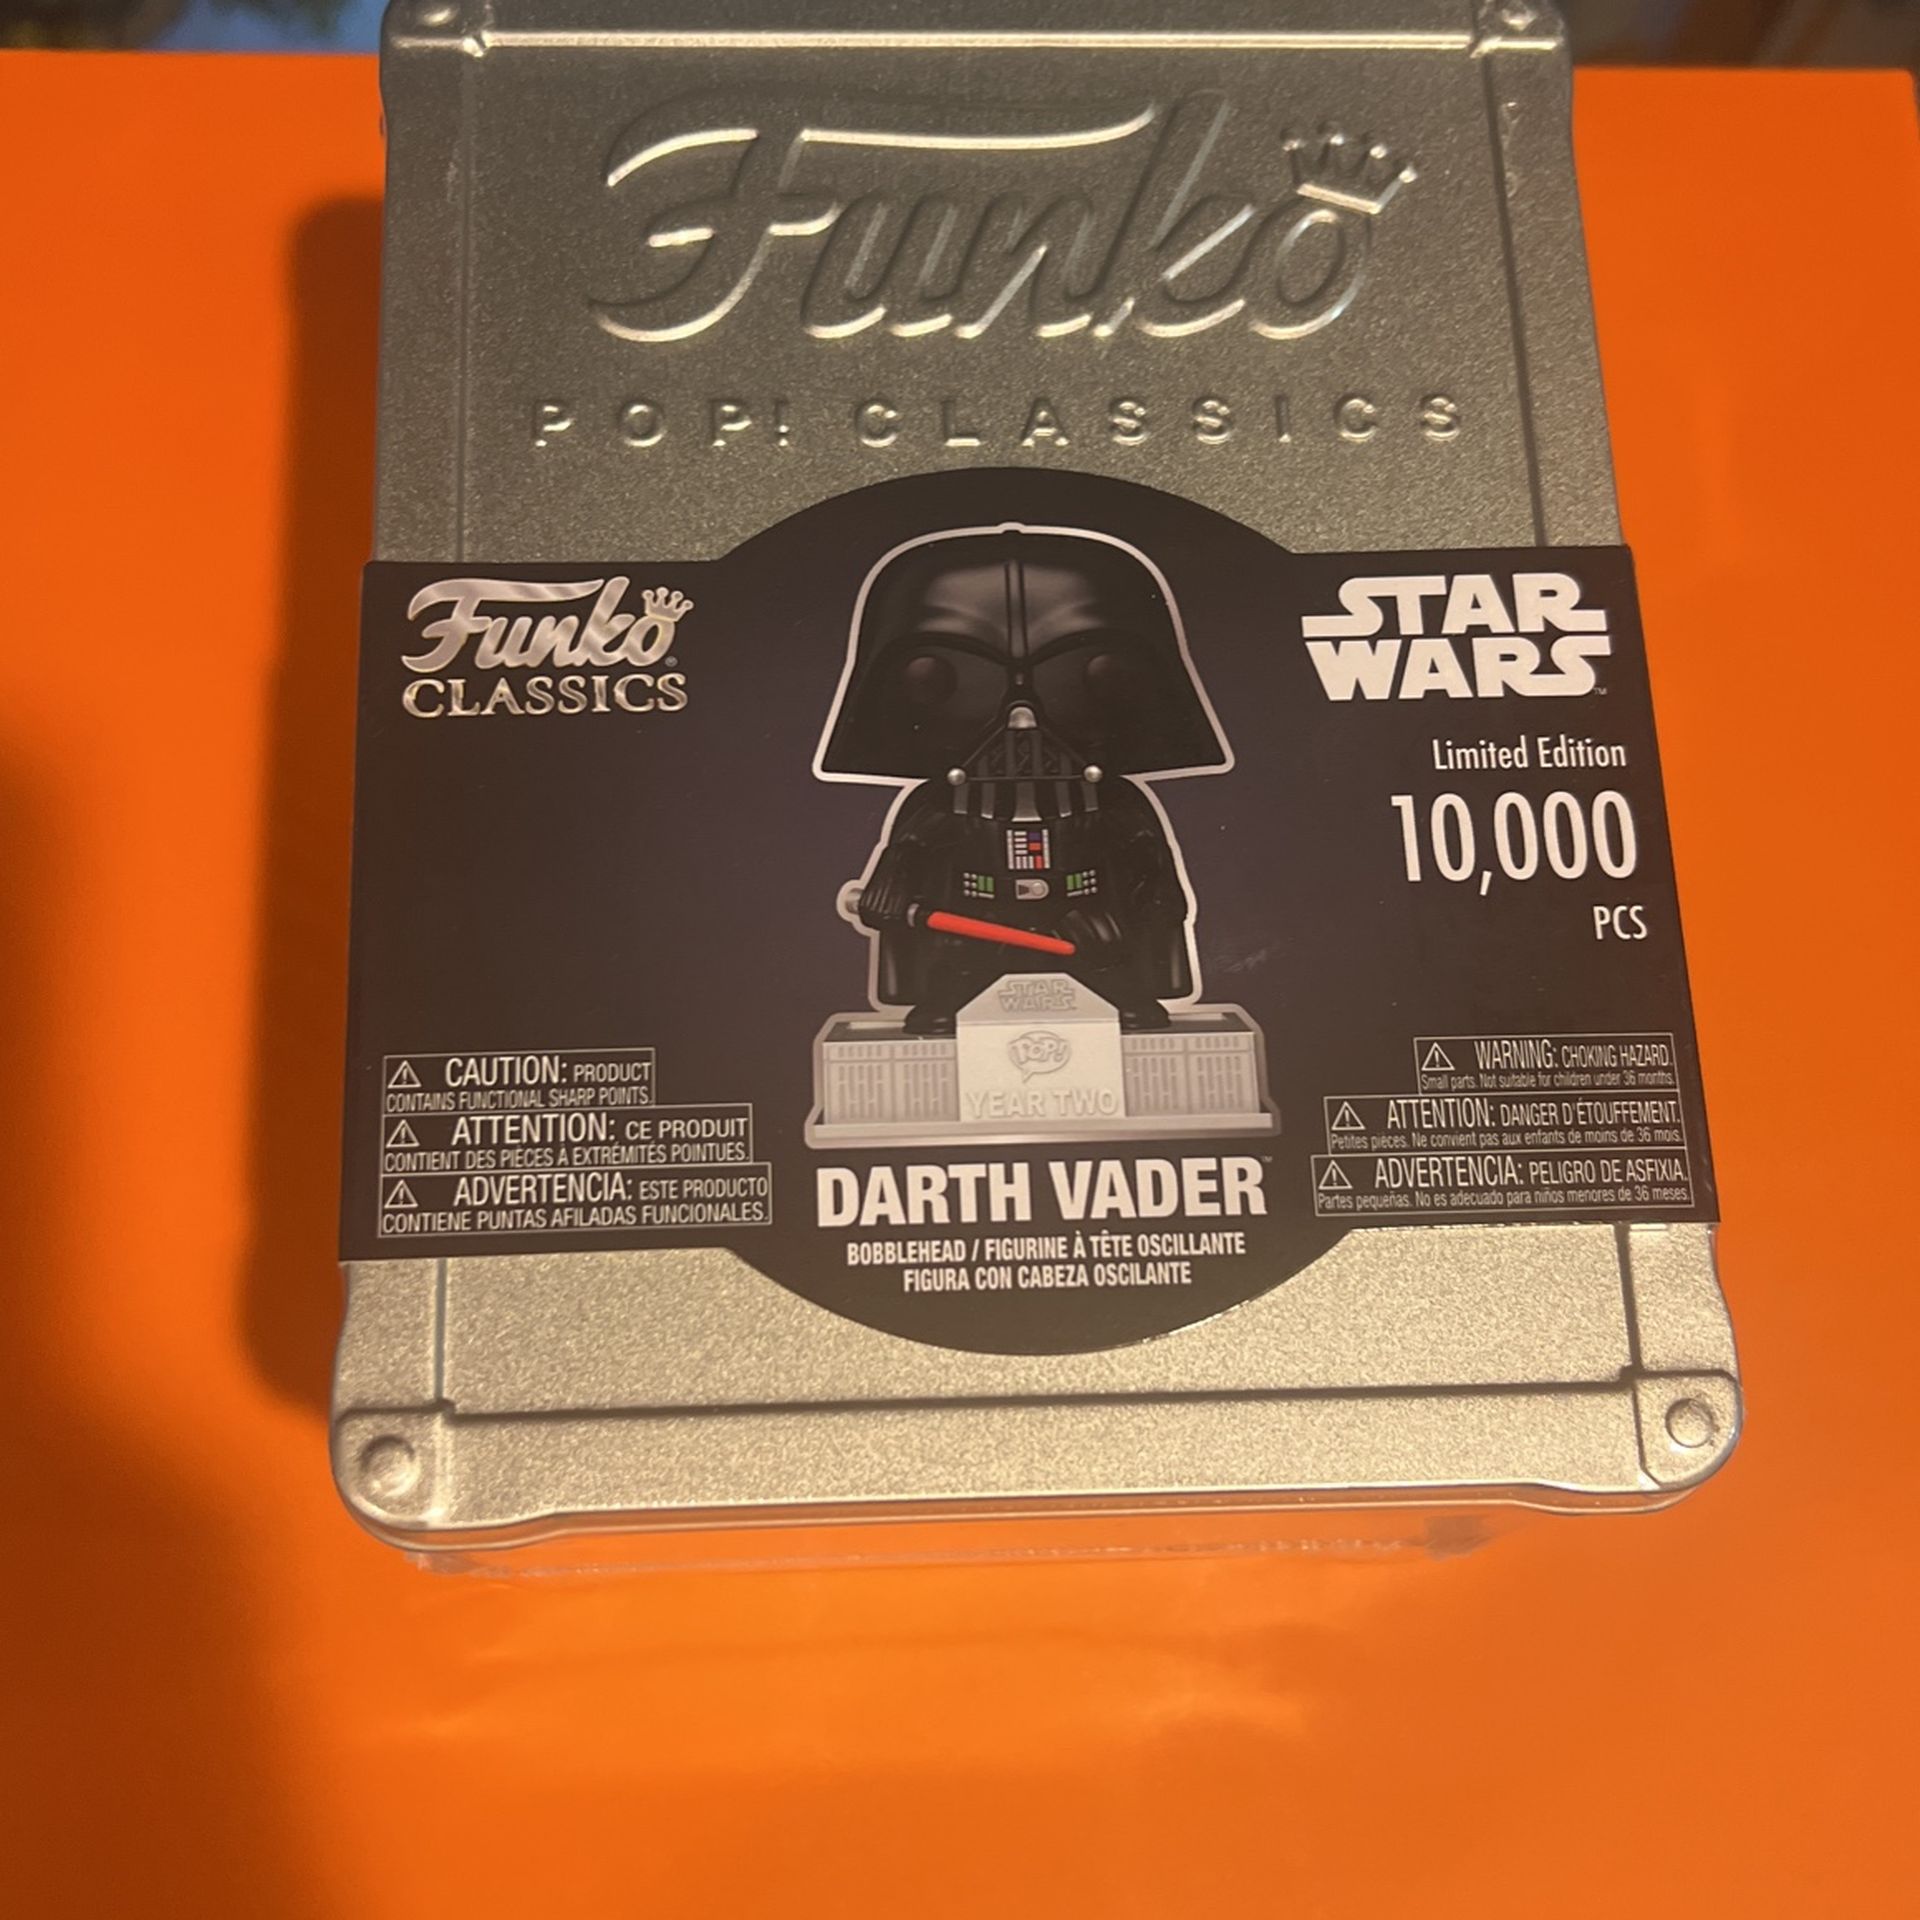 Funko
POP! CLASSICS
Funko®
CLASSICS
STAR
WARS™
Limited Edition
10,000
PCS
STAR
WARS
POP!
YEAR TWO
CAUTION: PRODUCT
CONTAINS FUNCTIONAL SHARP POINTS.
ATTENTION: CE PRODUIT
CONTIENT DES PIÈCES À EXTRÉMITÉS POINTUES.
ADVERTENCIA: ESTE PRODUCTO
CONTIENE PUNTAS AFILADAS FUNCIONALES.
WARNING: CHOKING HAZARD.
Small parts. Not suitable for children under 36 months.
ATTENTION: DANGER D'ÉTOUFFEMENT.
Petites pièces. Ne convient pas aux enfants de moins de 36 mois.
ADVERTENCIA: PELIGRO DE ASFIXIA.
Partes pequeñas. No es adecuado para niños menores de 36 meses.
DARTH VADER™
BOBBLEHEAD / FIGURINE À TÊTE OSCILLANTE
FIGURA CON CABEZA OSCILANTE